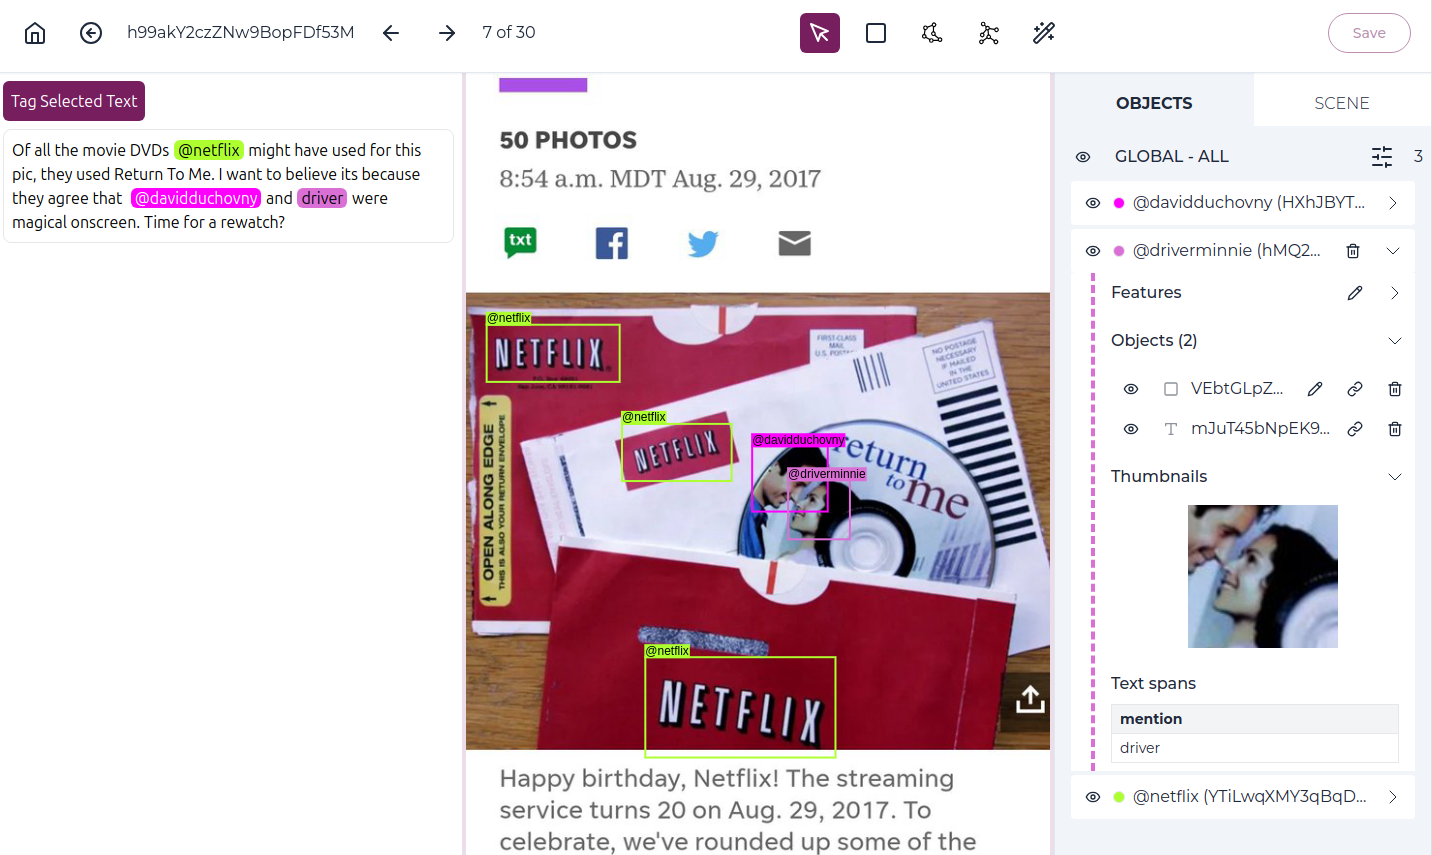 h99akY2czZNw9BopFDf53M
7 of 30
Save
Tag Selected Text
Of all the movie DVDs @netflix might have used for this
pic, they used Return To Me. I want to believe its because
they agree that @davidduchovny and driver were
magical onscreen. Time for a rewatch?
50 PHOTOS
8:54 a.m. MDT Aug. 29, 2017
txt
@netflix
NETFLIX
OPEN ALONG EDGE
THIS IS ALSO YOUR RETURN ENVELOPE
FIRST-CLASS
MAIL
U.S. POSTAGE
NO POSTAGE
NECESSARY
IF MAILED
IN THE
UNITED STATES
@netflix
NETFLIX
@davidduchovny
@driverminnie
return
to me
@netflix
NETFLIX
Happy birthday, Netflix! The streaming
service turns 20 on Aug. 29, 2017. To
celebrate, we've rounded up some of the
OBJECTS
SCENE
GLOBAL - ALL
3
@davidduchovny (HXhJBYT...
@driverminnie (hMQ2...
Features
Objects (2)
VEbtGLpZ...
T mJuT45bNpEK9...
Thumbnails
Text spans
mention
driver
@netflix (YTiLwqXMY3qBqD...